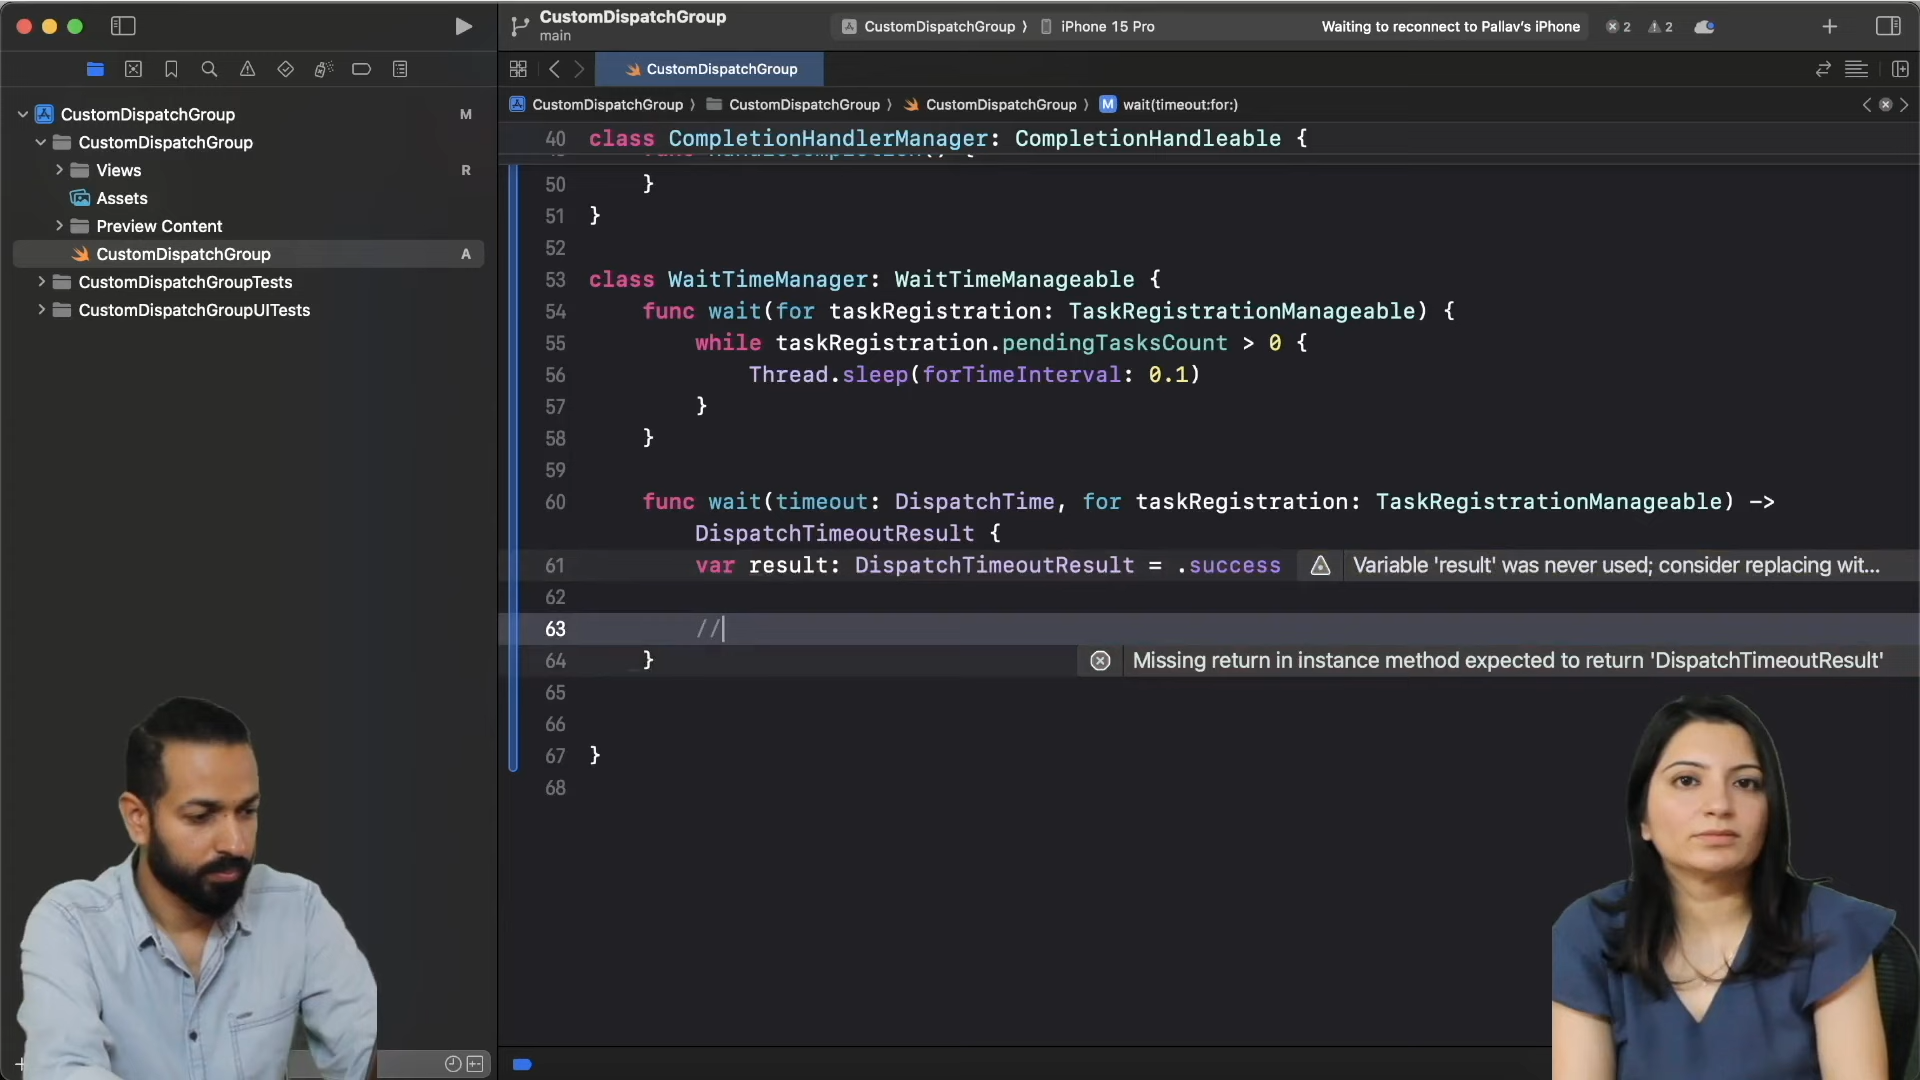 CustomDispatchGroup
main
CustomDispatchGroup
iPhone 15 Pro
Waiting to reconnect to Pallav's iPhone
2
2
CustomDispatchGroup
CustomDispatchGroup
CustomDispatchGroup
CustomDispatchGroup
M
wait(timeout:for:)
CustomDispatchGroup
M
CustomDispatchGroup
Views
R
Assets
Preview Content
CustomDispatchGroup
A
CustomDispatchGroupTests
CustomDispatchGroupUITests
40 class CompletionHandlerManager: CompletionHandleable {
50 }
51 }
52
53 class WaitTimeManager: WaitTimeManageable {
54 func wait(for taskRegistration: TaskRegistrationManageable) {
55 while taskRegistration.pendingTasksCount > 0 {
56 Thread.sleep(forTimeInterval: 0.1)
57 }
58 }
59
60 func wait(timeout: DispatchTime, for taskRegistration: TaskRegistrationManageable) ->
DispatchTimeoutResult {
61 var result: DispatchTimeoutResult = .success
Variable 'result' was never used; consider replacing wit...
62
63 //
64 }
Missing return in instance method expected to return 'DispatchTimeoutResult'
65
66
67 }
68